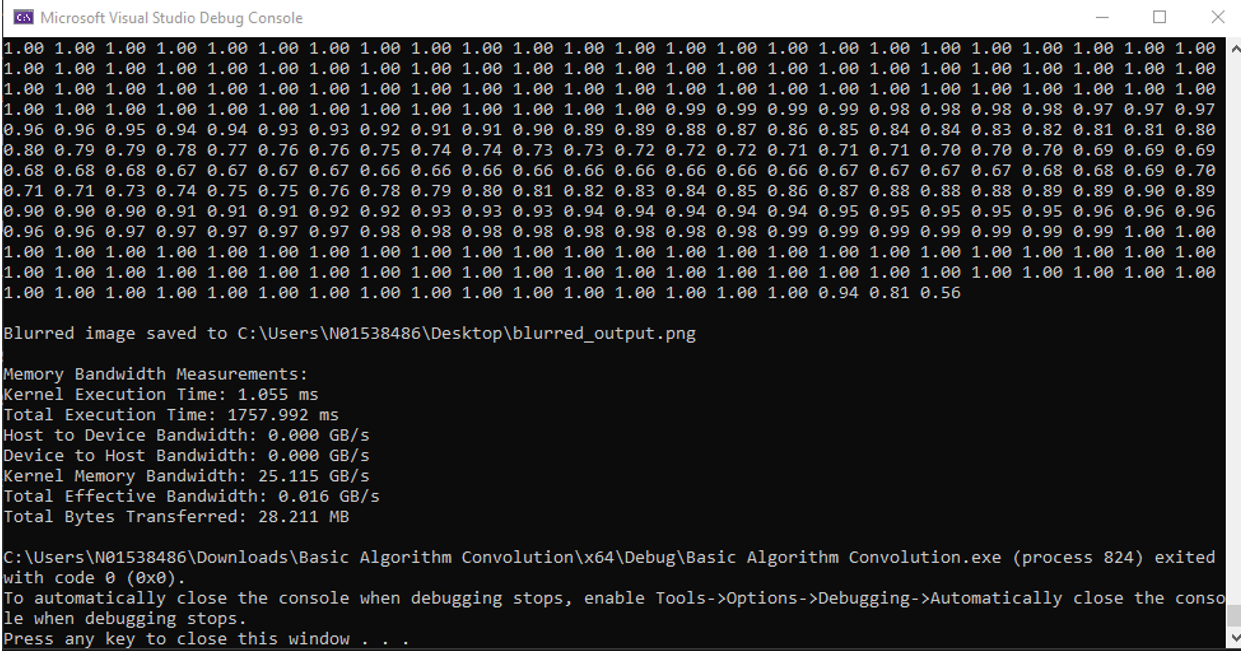 Microsoft Visual Studio Debug Console
1.00 1.00 1.00 1.00 1.00 1.00 1.00 1.00 1.00 1.00 1.00 1.00 1.00 1.00 1.00 1.00 1.00 1.00 1.00 1.00 1.00 1.00 1.00 1.00
1.00 1.00 1.00 1.00 1.00 1.00 1.00 1.00 1.00 1.00 1.00 1.00 1.00 1.00 1.00 1.00 1.00 1.00 1.00 1.00 1.00 1.00 1.00 1.00
1.00 1.00 1.00 1.00 1.00 1.00 1.00 1.00 1.00 1.00 1.00 1.00 1.00 1.00 1.00 1.00 1.00 1.00 1.00 1.00 1.00 1.00 1.00 1.00
1.00 1.00 1.00 1.00 1.00 1.00 1.00 1.00 1.00 1.00 1.00 1.00 1.00 0.99 0.99 0.99 0.99 0.98 0.98 0.98 0.98 0.97 0.97 0.97
0.96 0.96 0.95 0.94 0.94 0.93 0.93 0.92 0.91 0.91 0.90 0.89 0.89 0.88 0.87 0.86 0.85 0.84 0.84 0.83 0.82 0.81 0.81 0.80
0.80 0.79 0.79 0.78 0.77 0.76 0.76 0.75 0.74 0.74 0.73 0.73 0.72 0.72 0.72 0.71 0.71 0.71 0.70 0.70 0.70 0.69 0.69 0.69
0.68 0.68 0.68 0.67 0.67 0.67 0.67 0.66 0.66 0.66 0.66 0.66 0.66 0.66 0.66 0.66 0.67 0.67 0.67 0.67 0.68 0.68 0.69 0.70
0.71 0.71 0.73 0.74 0.75 0.75 0.76 0.78 0.79 0.80 0.81 0.82 0.83 0.84 0.85 0.86 0.87 0.88 0.88 0.88 0.89 0.89 0.90 0.89
0.90 0.90 0.90 0.91 0.91 0.91 0.92 0.92 0.93 0.93 0.93 0.94 0.94 0.94 0.94 0.94 0.95 0.95 0.95 0.95 0.95 0.96 0.96 0.96
0.96 0.96 0.97 0.97 0.97 0.97 0.97 0.98 0.98 0.98 0.98 0.98 0.98 0.98 0.98 0.99 0.99 0.99 0.99 0.99 0.99 0.99 1.00 1.00
1.00 1.00 1.00 1.00 1.00 1.00 1.00 1.00 1.00 1.00 1.00 1.00 1.00 1.00 1.00 1.00 1.00 1.00 1.00 1.00 1.00 1.00 1.00 1.00
1.00 1.00 1.00 1.00 1.00 1.00 1.00 1.00 1.00 1.00 1.00 1.00 1.00 1.00 1.00 1.00 1.00 1.00 1.00 1.00 1.00 1.00 1.00 1.00
1.00 1.00 1.00 1.00 1.00 1.00 1.00 1.00 1.00 1.00 1.00 1.00 1.00 1.00 1.00 1.00 0.94 0.81 0.56
Blurred image saved to C:\Users\N01538486\Desktop\blurred_output.png
Memory Bandwidth Measurements:
Kernel Execution Time: 1.055 ms
Total Execution Time: 1757.992 ms
Host to Device Bandwidth: 0.000 GB/s
Device to Host Bandwidth: 0.000 GB/s
Kernel Memory Bandwidth: 25.115 GB/s
Total Effective Bandwidth: 0.016 GB/s
Total Bytes Transferred: 28.211 MB
C:\Users\N01538486\Downloads\Basic Algorithm Convolution\x64\Debug\Basic Algorithm Convolution.exe (process 824) exited
with code 0 (0x0).
To automatically close the console when debugging stops, enable Tools->Options->Debugging->Automatically close the conso
le when debugging stops.
Press any key to close this window . . .